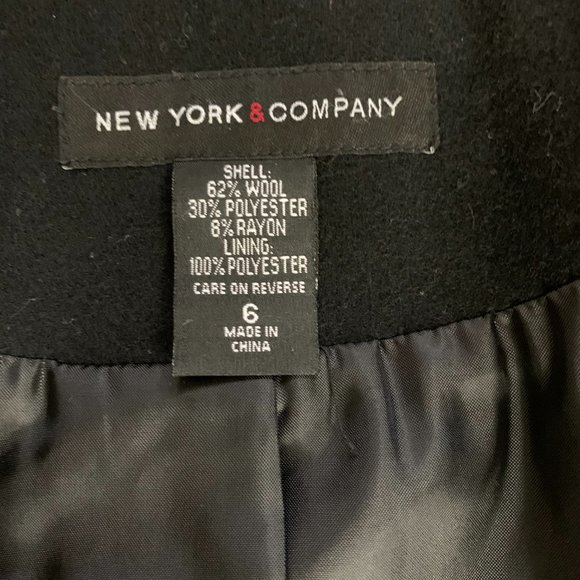 NEW YORK & COMPANY
SHELL:
62% WOOL
30% POLYESTER
8% RAYON
LINING:
100% POLYESTER
CARE ON REVERSE
6
MADE IN
CHINA